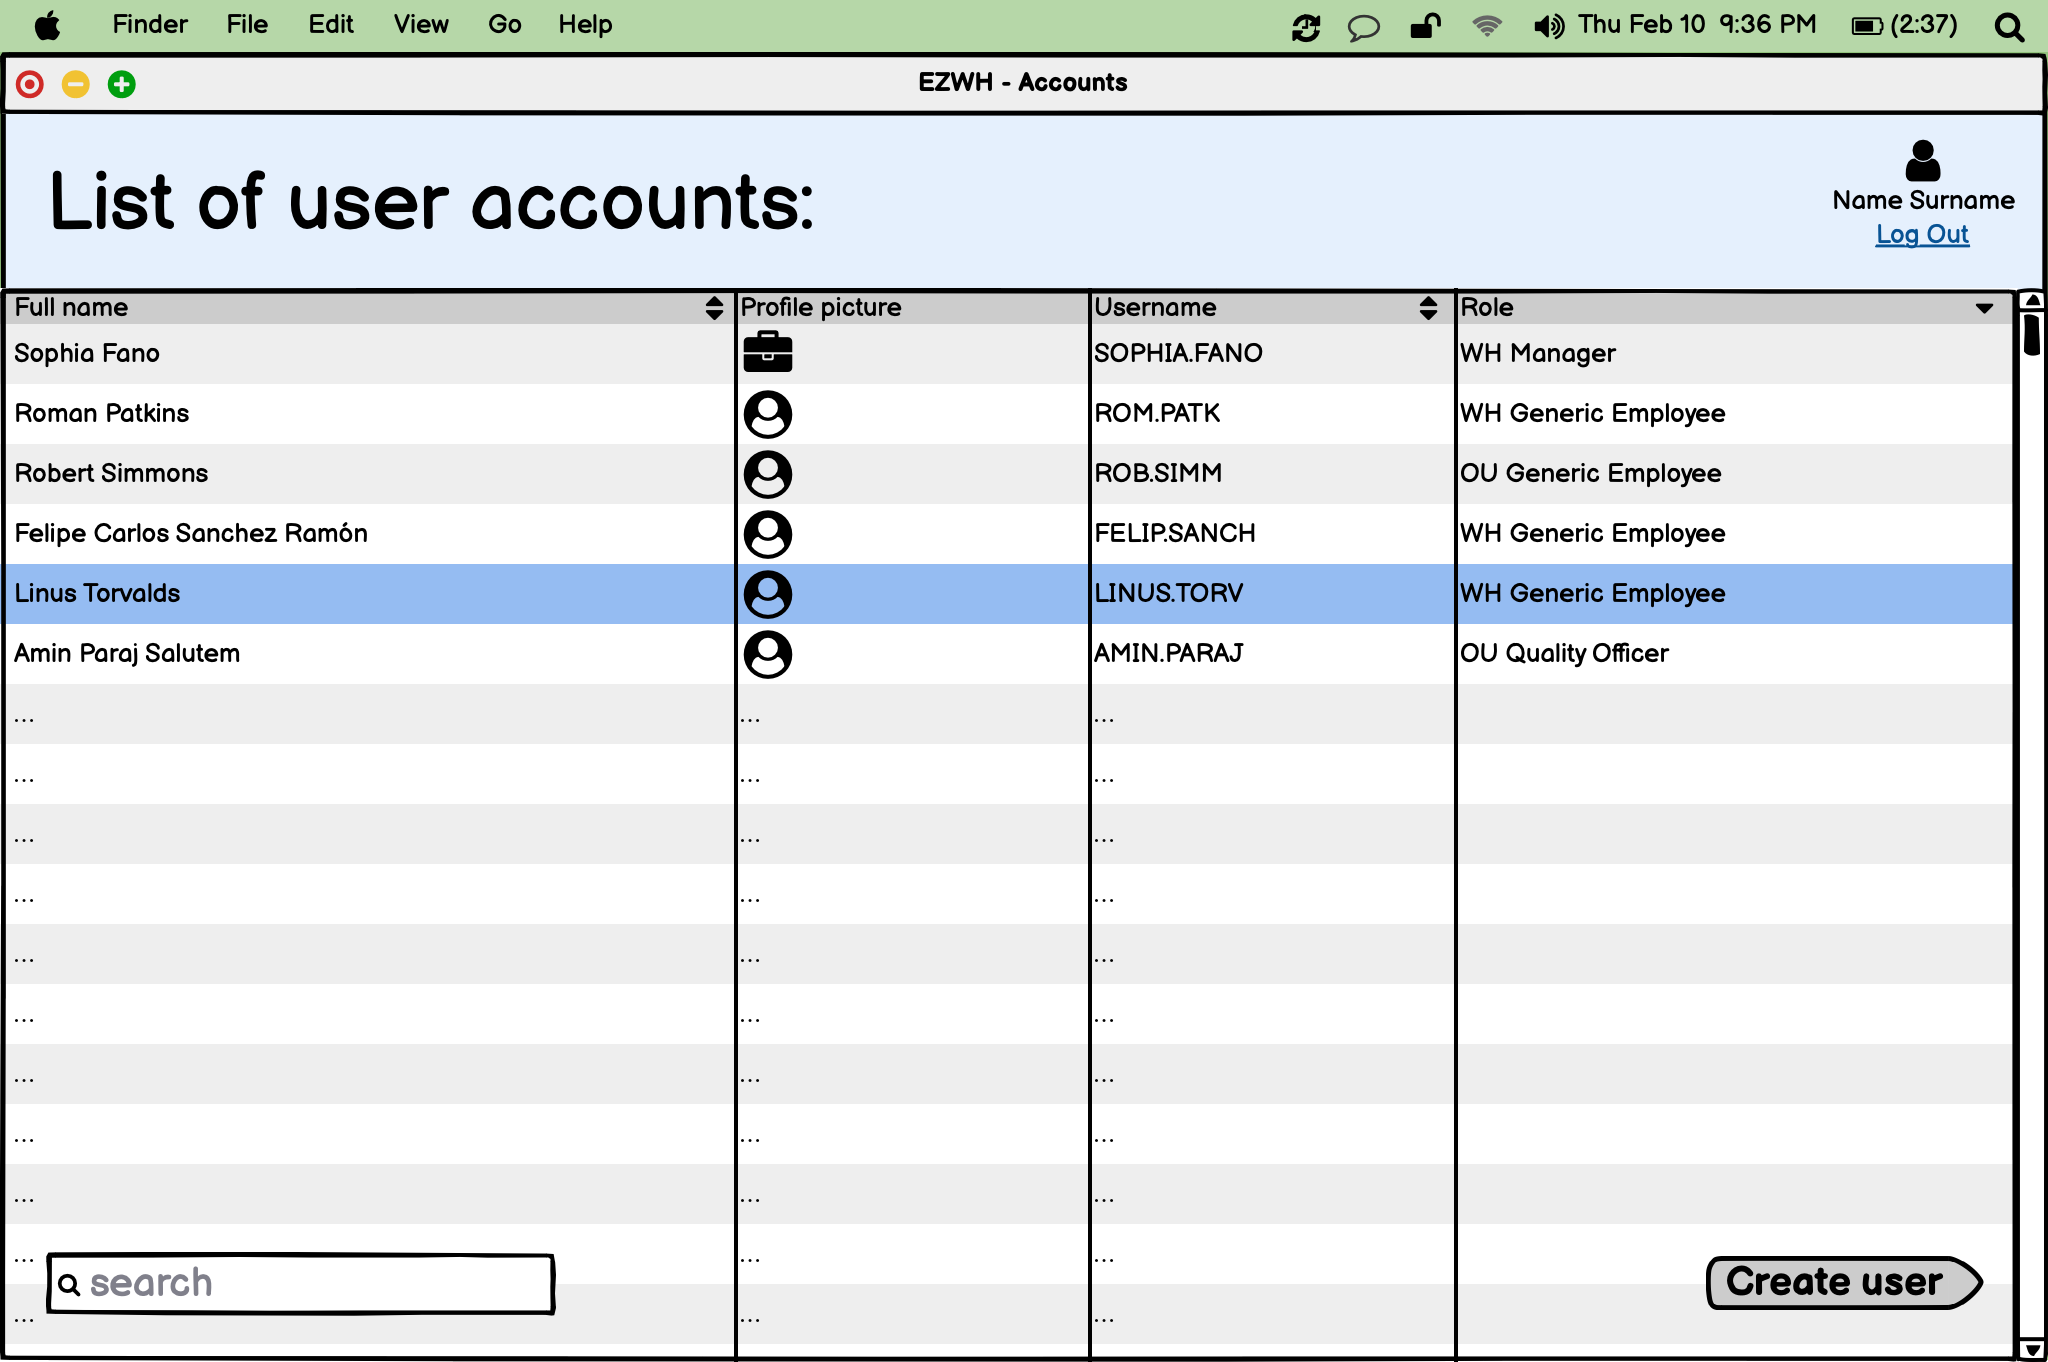 Finder File Edit View Go Help Thu Feb 10 9:36 PM (2:37)
EZWH - Accounts
List of user accounts:
Name Surname
Log Out
Full name Profile picture Username Role
Sophia Fano SOPHIA.FANO WH Manager
Roman Patkins ROM.PATK WH Generic Employee
Robert Simmons ROB.SIMM OU Generic Employee
Felipe Carlos Sanchez Ramón FELIP.SANCH WH Generic Employee
Linus Torvalds LINUS.TORV WH Generic Employee
Amin Paraj Salutem AMIN.PARAJ OU Quality Officer
... ... ...
... ... ...
... ... ...
... ... ...
... ... ...
... ... ...
... ... ...
... ... ...
... ... ...
... ... ...
search Create user
... ... ...